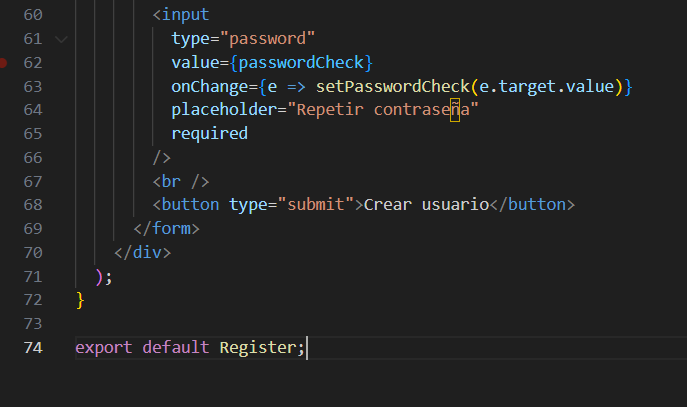 60 <input
61 type="password"
62 value={passwordCheck}
63 onChange={e => setPasswordCheck(e.target.value)}
64 placeholder="Repetir contraseña"
65 required
66 />
67 <br />
68 <button type="submit">Crear usuario</button>
69 </form>
70 </div>
71 );
72 }
73
74 export default Register;